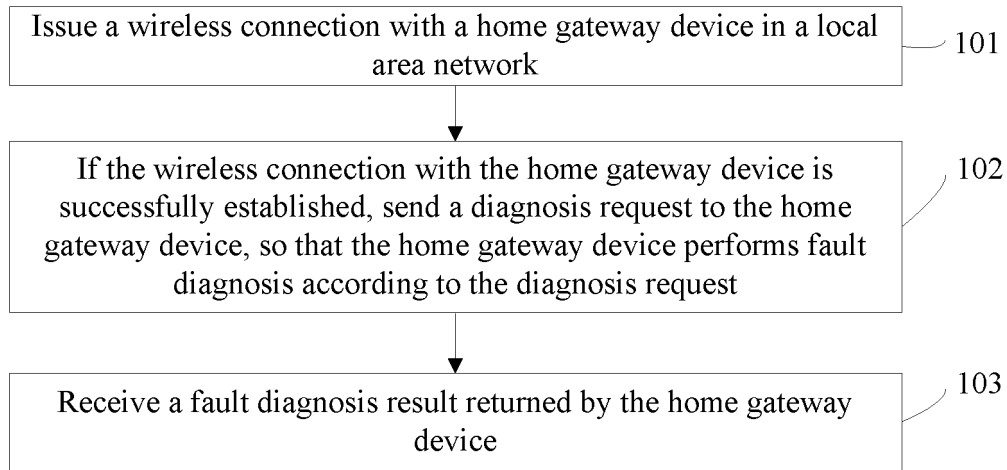 Issue a wireless connection with a home gateway device in a local
area network
101
If the wireless connection with the home gateway device is
successfully established, send a diagnosis request to the home
gateway device, so that the home gateway device performs fault
diagnosis according to the diagnosis request
102
Receive a fault diagnosis result returned by the home gateway
device
103